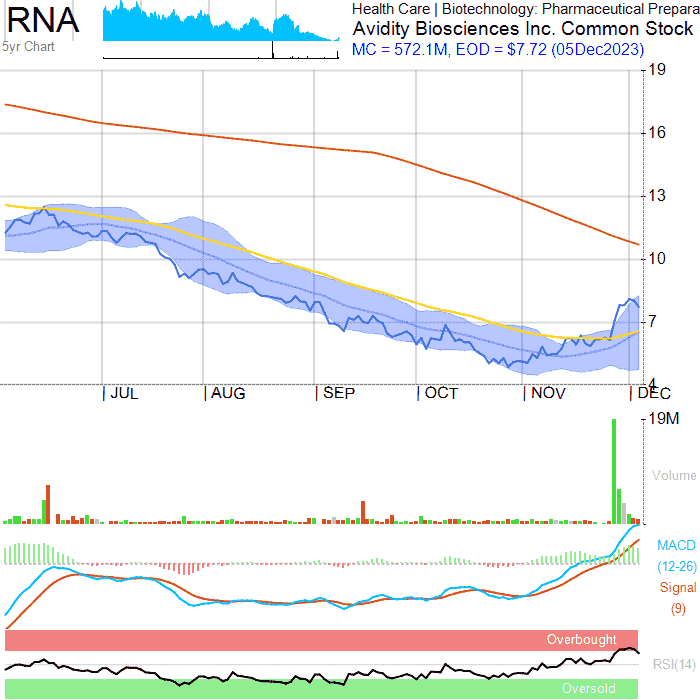 RNA
5yr Chart
Health Care | Biotechnology: Pharmaceutical Prepara
Avidity Biosciences Inc. Common Stock
MC = 572.1M, EOD = $7.72 (05Dec2023)
19
16
13
10
7
4
| JUL | AUG | SEP | OCT | NOV | DEC
19M
Volume
MACD
(12-26)
Signal
(9)
Overbought
RSI(14)
Oversold